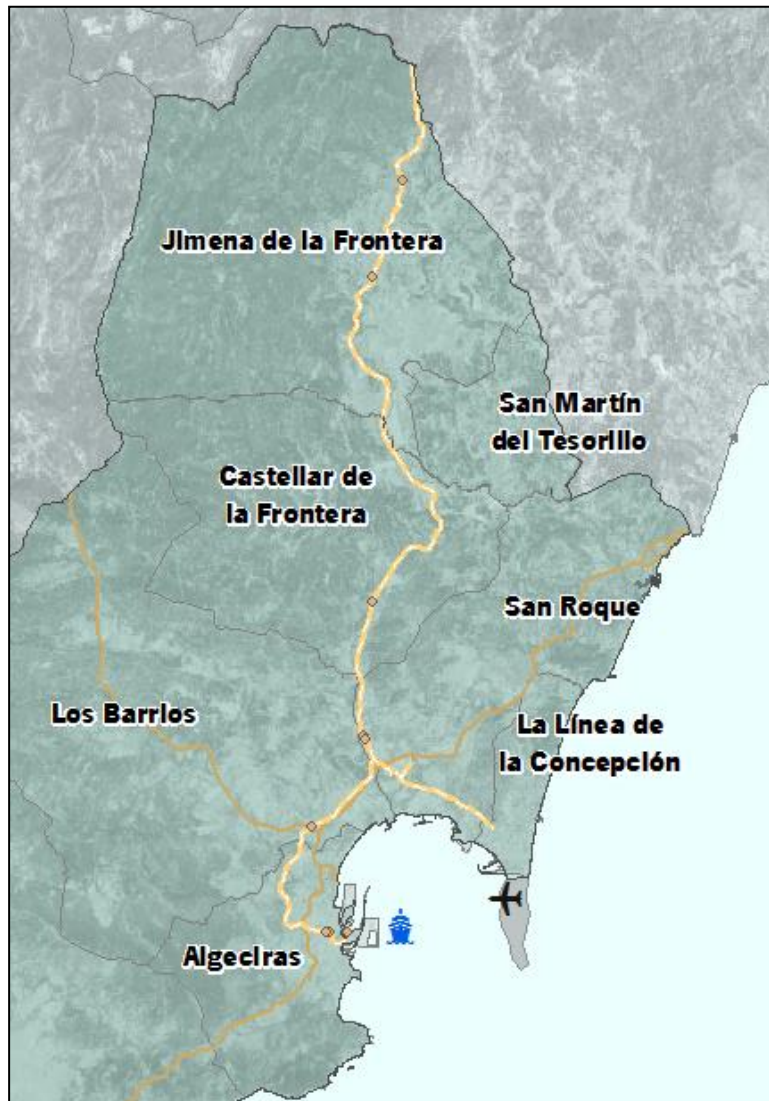 Jimena de la Frontera
San Martín
del Tesorillo
Castellar de
la Frontera
San Roque
Los Barrios
La Línea de
la Concepción
Algeciras